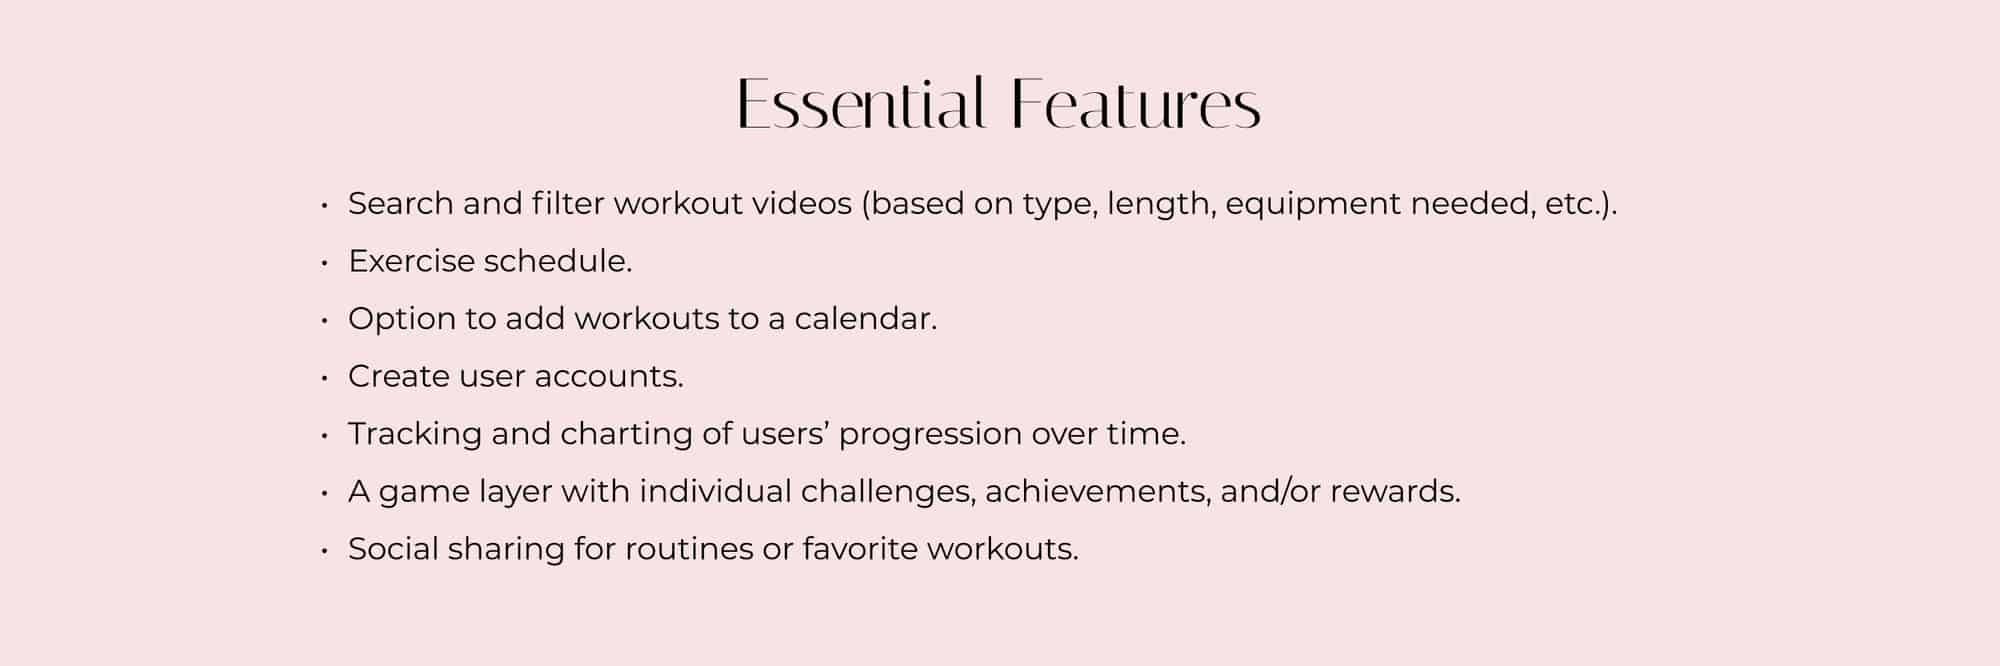 Essential Features
• Search and filter workout videos (based on type, length, equipment needed, etc.).
• Exercise schedule.
• Option to add workouts to a calendar.
• Create user accounts.
• Tracking and charting of users’ progression over time.
• A game layer with individual challenges, achievements, and/or rewards.
• Social sharing for routines or favorite workouts.